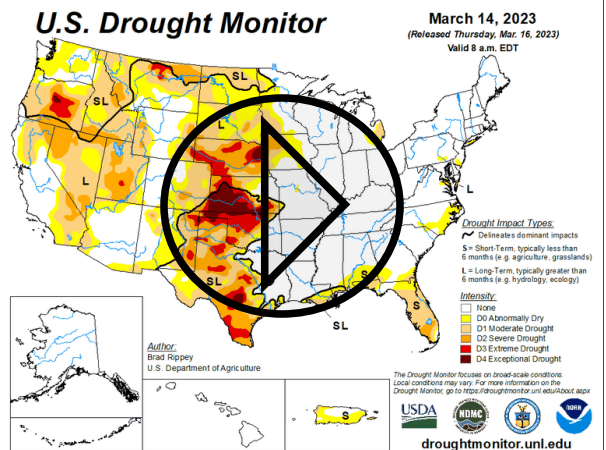 U.S. Drought Monitor
March 14, 2023
(Released Thursday, Mar. 16, 2023)
Valid 8 a.m. EDT
SL
SL
L
L
L
SL
S
S
SL
S
Drought Impact Types:
Delineates dominant impacts
S = Short-Term, typically less than
6 months (e.g. agriculture, grasslands)
L = Long-Term, typically greater than
6 months (e.g. hydrology, ecology)
Intensity:
None
D0 Abnormally Dry
D1 Moderate Drought
D2 Severe Drought
D3 Extreme Drought
D4 Exceptional Drought
Author:
Brad Rippey
U.S. Department of Agriculture
The Drought Monitor focuses on broad-scale conditions.
Local conditions may vary. For more information on the
Drought Monitor, go to https://droughtmonitor.unl.edu/About.aspx
USDA
NDMC
NOAA
droughtmonitor.unl.edu